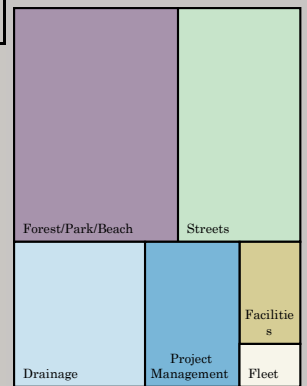 Forest/Park/Beach
Streets
Facilitie
s
Drainage
Project
Management
Fleet